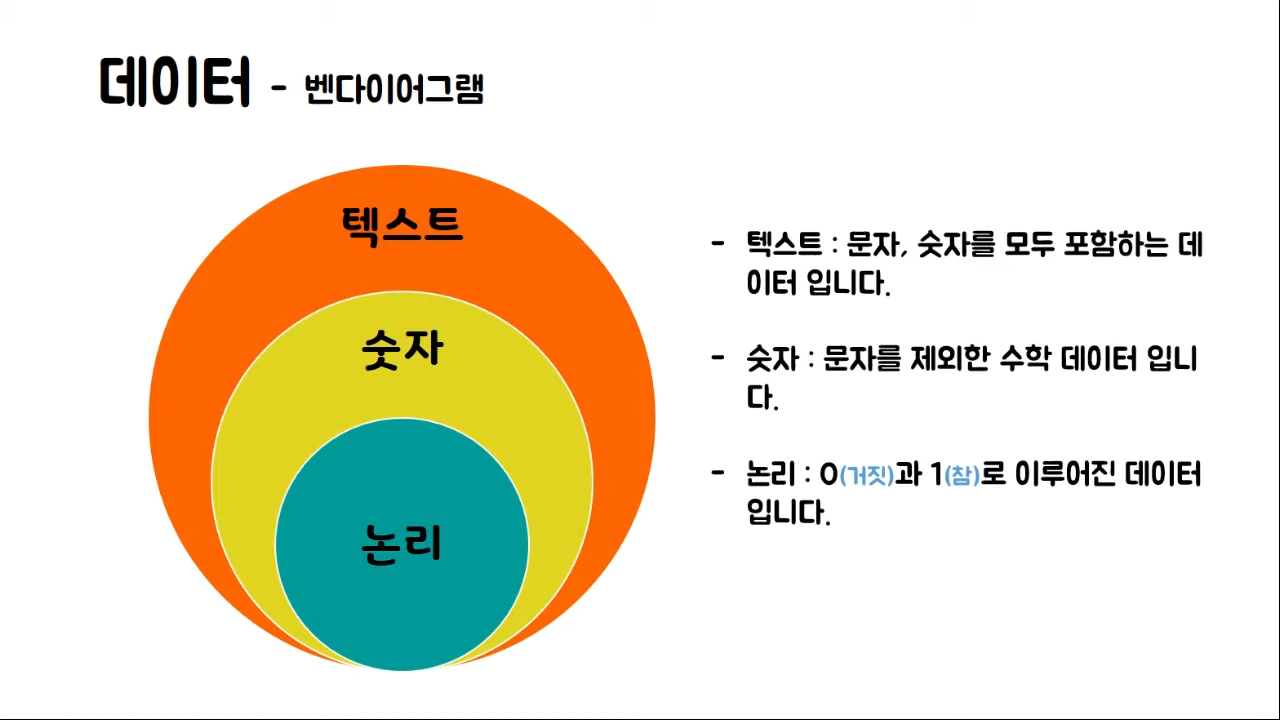 데이터 - 벤다이어그램
텍스트
숫자
논리
- 텍스트 : 문자, 숫자를 모두 포함하는 데
이터 입니다.
- 숫자 : 문자를 제외한 수학 데이터 입니
다.
- 논리 : 0(거짓)과 1(참)로 이루어진 데이터
입니다.